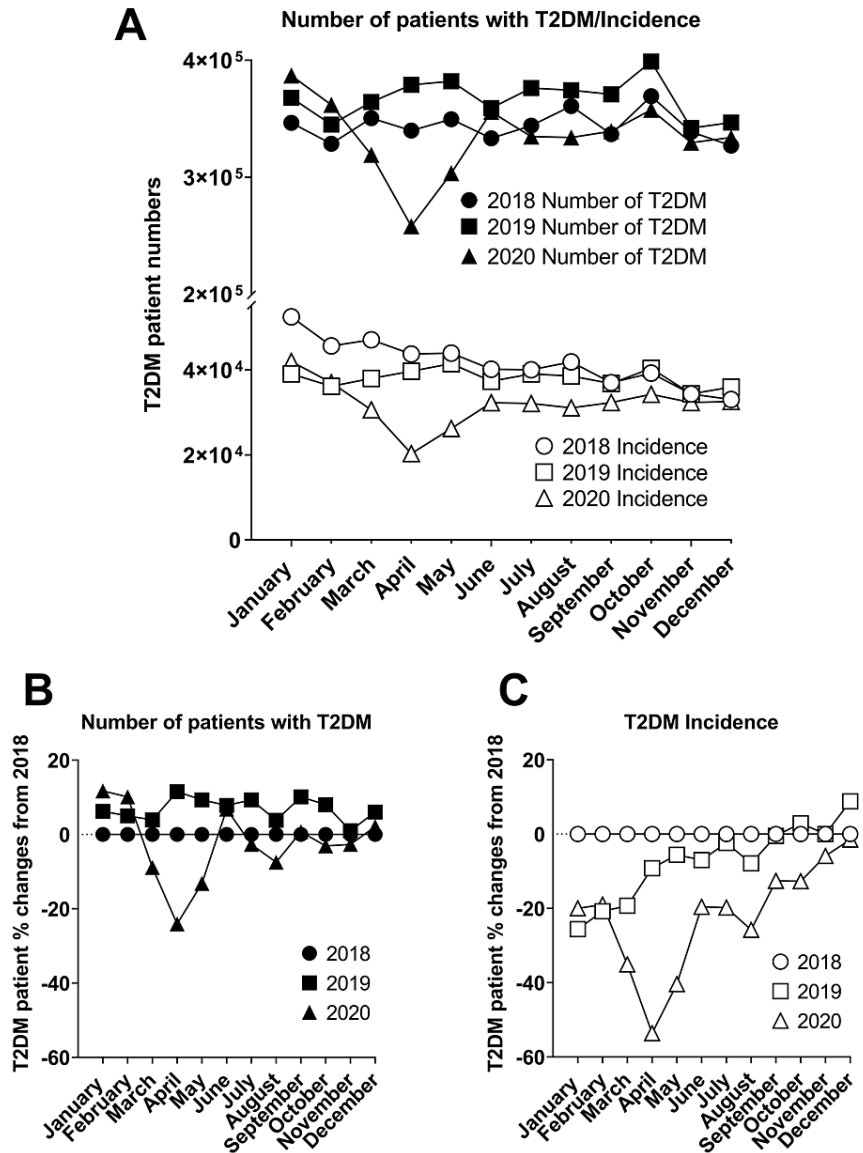 A
Number of patients with T2DM/Incidence
T2DM patient numbers
4×10⁵
3×10⁵
2×10⁵
4×10⁴
2×10⁴
0
2018 Number of T2DM
2019 Number of T2DM
2020 Number of T2DM
2018 Incidence
2019 Incidence
2020 Incidence
January
February
March
April
May
June
July
August
September
October
November
December
B
Number of patients with T2DM
T2DM patient % changes from 2018
20
0
-20
-40
-60
2018
2019
2020
January
February
March
April
May
June
July
August
September
October
November
December
C
T2DM Incidence
T2DM patient % changes from 2018
20
0
-20
-40
-60
2018
2019
2020
January
February
March
April
May
June
July
August
September
October
November
December